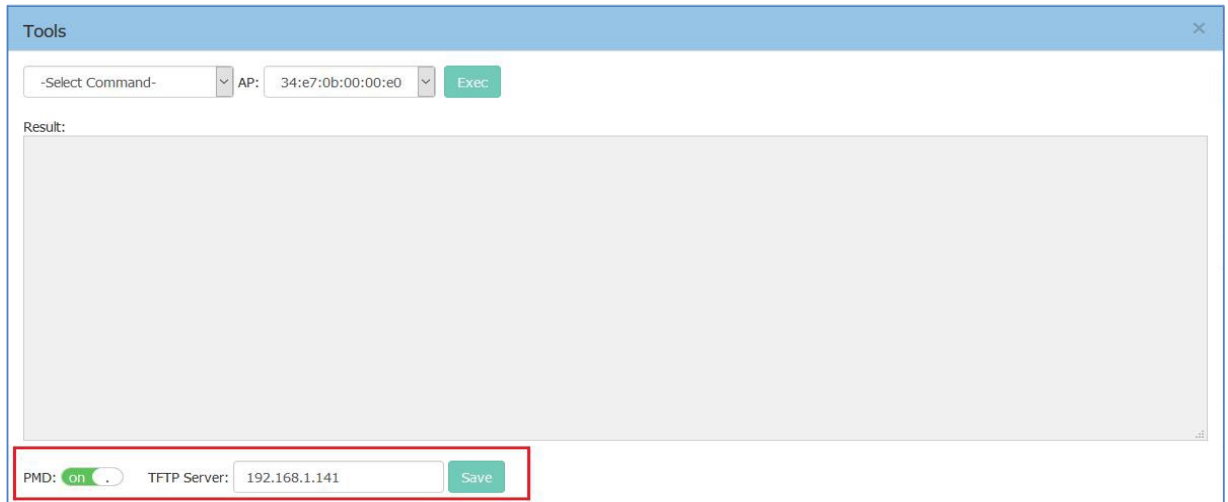 Tools
-Select Command- AP: 34:e7:0b:00:00:e0 Exec
Result:
PMD: on . TFTP Server: 192.168.1.141 Save